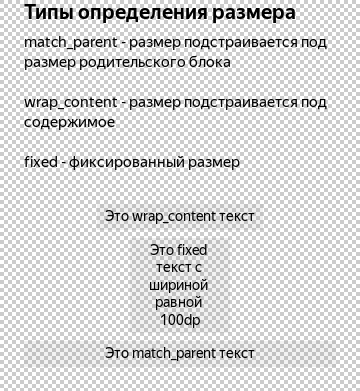 Типы определения размера
match_parent - размер подстраивается под
размер родительского блока
wrap_content - размер подстраивается под
содержимое
fixed - фиксированный размер
Это wrap_content текст
Это fixed
текст с
шириной
равной
100dp
Это match_parent текст